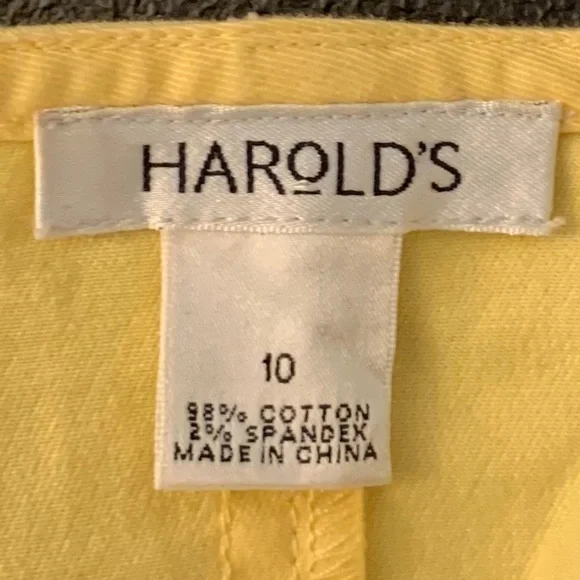 HAROLD'S
10
98% COTTON
2% SPANDEX
MADE IN CHINA